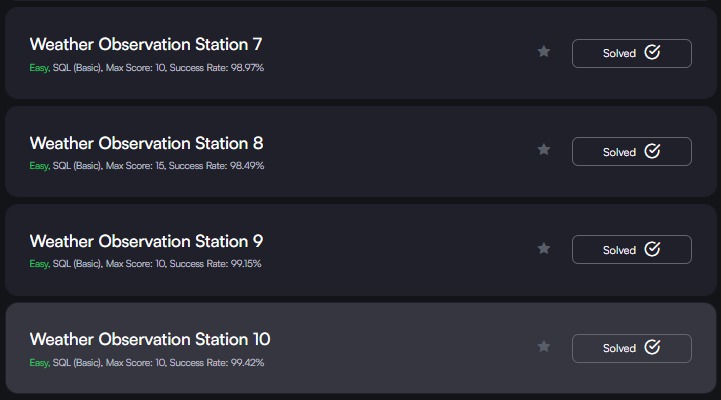 Weather Observation Station 7
Solved
Easy, SQL (Basic), Max Score: 10, Success Rate: 98.97%
Weather Observation Station 8
Solved
Easy, SQL (Basic), Max Score: 15, Success Rate: 98.49%
Weather Observation Station 9
Solved
Easy, SQL (Basic), Max Score: 10, Success Rate: 99.15%
Weather Observation Station 10
Solved
Easy, SQL (Basic), Max Score: 10, Success Rate: 99.42%